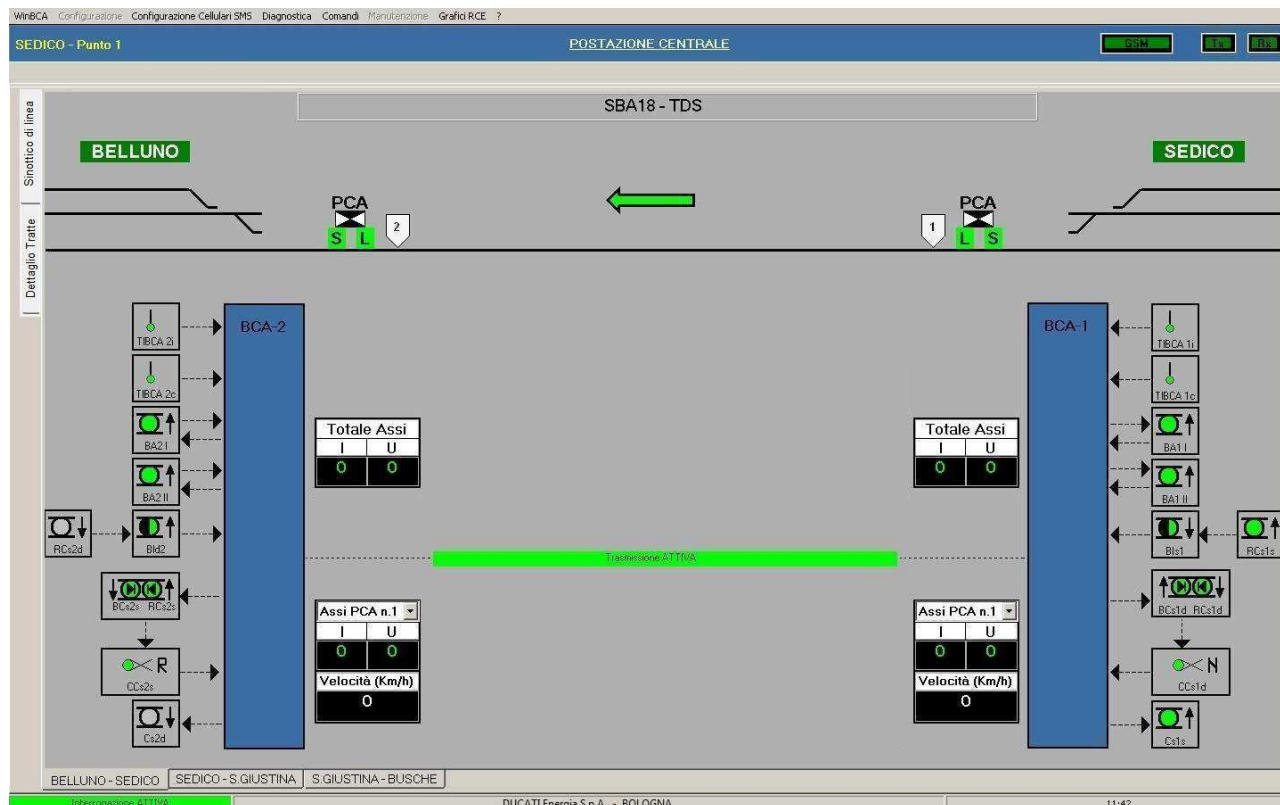 WinBCA Configurazione Configurazione Cellulari SMS Diagnostica Comandi Manutenzione Grafici RCE ?
SEDICO - Punto 1 POSTAZIONE CENTRALE GSM Tx Rx
SBA18 - TDS
Sinottico di linea
Dettaglio Tratte
BELLUNO SEDICO
PCA PCA
S L 2 1 L S
BCA-2 BCA-1
TIBCA 2i TIBCA 1i
TIBCA 2c TIBCA 1c
Totale Assi Totale Assi
I U I U
0 0 0 0
BA2 I BA1 I
BA2 II BA1 II
RCs2d BId2 BIs1 RCs1s
Trasmissione ATTIVA
BCs2s RCs2s BCs1d RCs1d
Assi PCA n.1 Assi PCA n.1
I U I U
0 0 0 0
R N
CCs2s CCs1d
Velocità (Km/h) Velocità (Km/h)
0 0
Cs2d Cs1s
BELLUNO - SEDICO SEDICO - S.GIUSTINA S.GIUSTINA - BUSCHE
Interrogazione ATTIVA DUCATI Energia S.p.A. - BOLOGNA 11:42